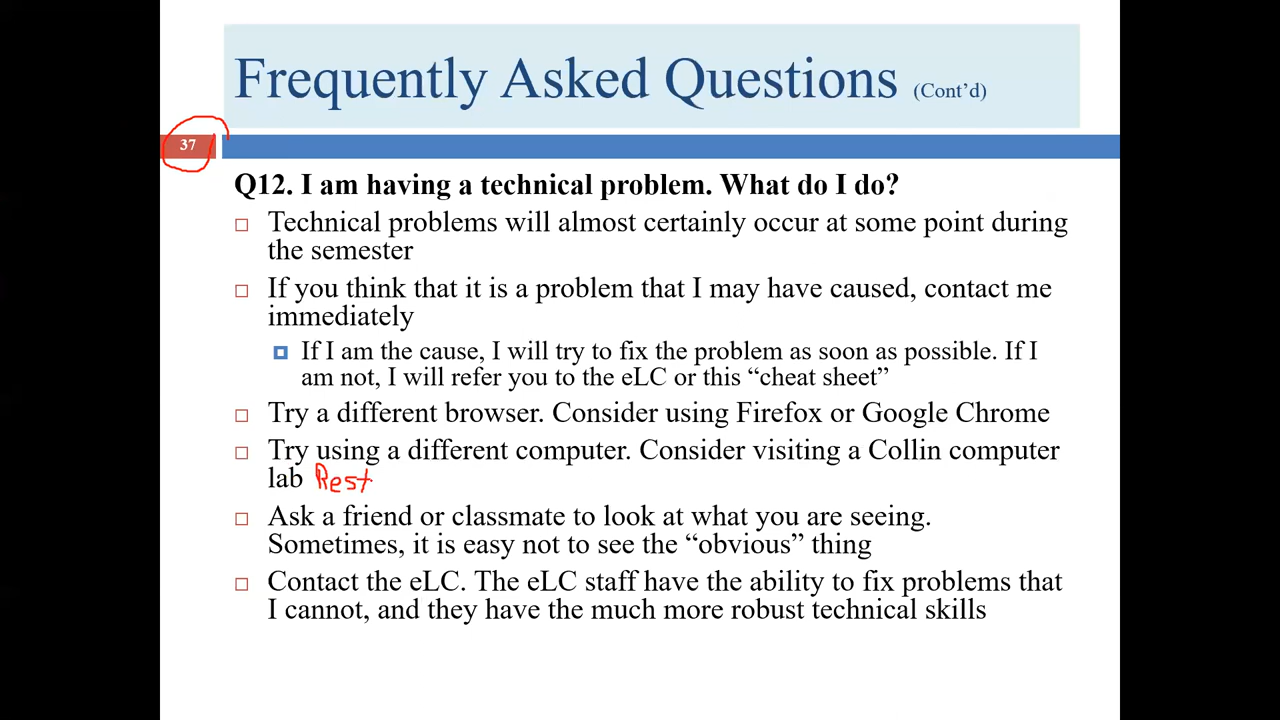 Frequently Asked Questions (Cont’d)
37
Q12. I am having a technical problem. What do I do?
Technical problems will almost certainly occur at some point during
the semester
If you think that it is a problem that I may have caused, contact me
immediately
If I am the cause, I will try to fix the problem as soon as possible. If I
am not, I will refer you to the eLC or this “cheat sheet”
Try a different browser. Consider using Firefox or Google Chrome
Try using a different computer. Consider visiting a Collin computer
lab Rest
Ask a friend or classmate to look at what you are seeing.
Sometimes, it is easy not to see the “obvious” thing
Contact the eLC. The eLC staff have the ability to fix problems that
I cannot, and they have the much more robust technical skills